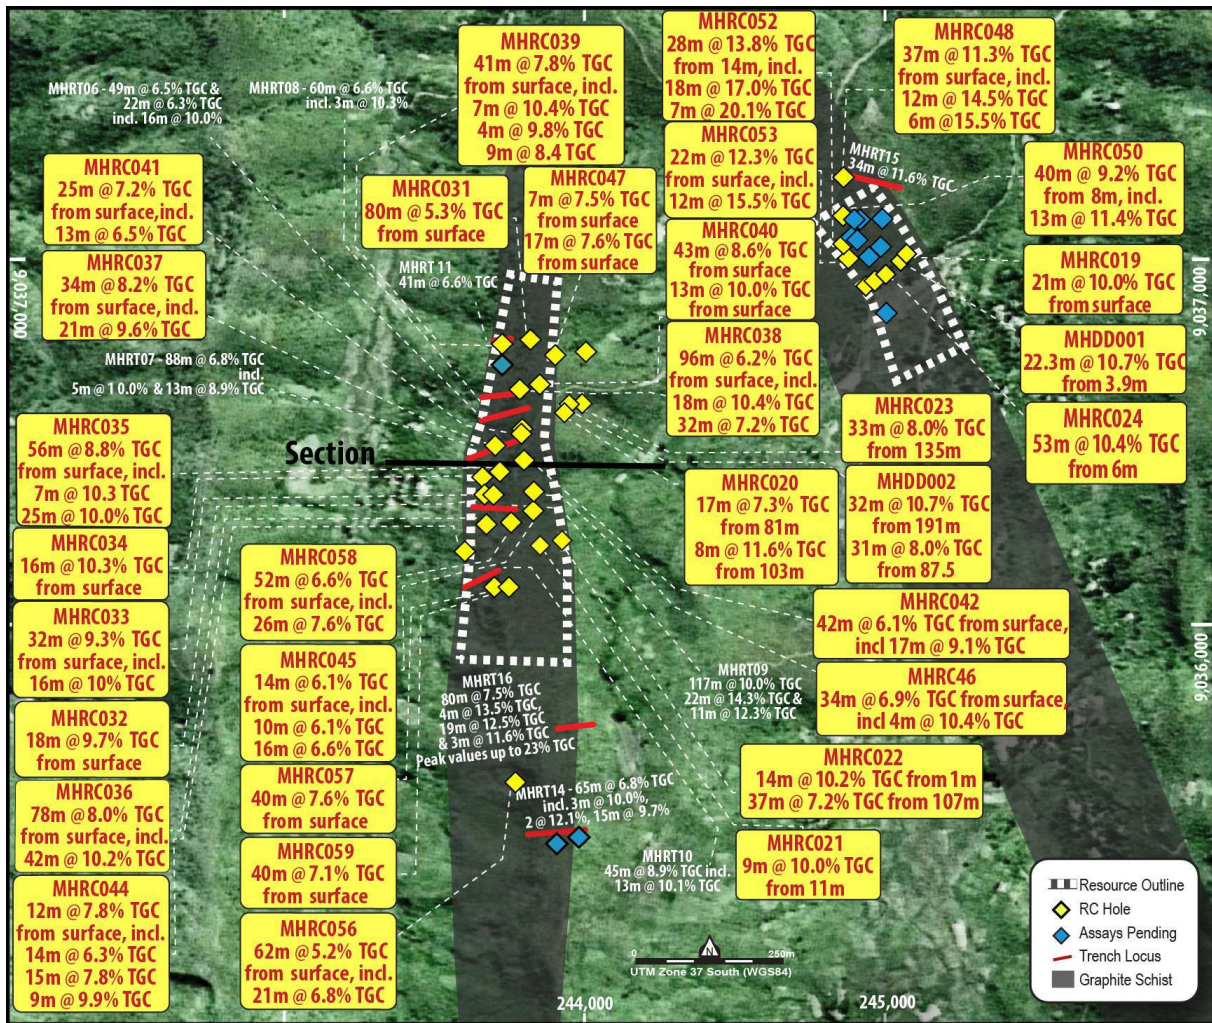 MHRC052
28m @ 13.8% TGC
from 14m, incl.
18m @ 17.0% TGC
7m @ 20.1% TGC
MHRC048
37m @ 11.3% TGC
from surface, incl.
12m @ 14.5% TGC
6m @15.5% TGC
MHRC039
41m @ 7.8% TGC
from surface, incl.
7m @ 10.4% TGC
4m @ 9.8% TGC
9m @ 8.4 TGC
MHRT06 - 49m @ 6.5% TGC &
22m @ 6.3% TGC
incl. 16m @ 10.0%
MHRT08 - 60m @ 6.6% TGC
incl. 3m @ 10.3%
MHRC053
22m @ 12.3% TGC
from surface, incl.
12m @ 15.5% TGC
MHRT15
34m @ 11.6% TGC
MHRC050
40m @ 9.2% TGC
from 8m, incl.
13m @ 11.4% TGC
MHRC041
25m @ 7.2% TGC
from surface,incl.
13m @ 6.5% TGC
MHRC031
80m @ 5.3% TGC
from surface
MHRC047
7m @ 7.5% TGC
from surface
17m @ 7.6% TGC
from surface
MHRC040
43m @ 8.6% TGC
from surface
13m @ 10.0% TGC
from surface
MHRC037
34m @ 8.2% TGC
from surface, incl.
21m @ 9.6% TGC
MHRT 11
41m @ 6.6% TGC
MHRC019
21m @ 10.0% TGC
from surface
9,037,000
9,037,000
MHRC038
96m @ 6.2% TGC
from surface, incl.
18m @ 10.4% TGC
32m @ 7.2% TGC
MHDD001
22.3m @ 10.7% TGC
from 3.9m
MHRT07 - 88m @ 6.8% TGC
incl.
5m @ 10.0% & 13m @ 8.9% TGC
MHRC023
33m @ 8.0% TGC
from 135m
MHRC024
53m @ 10.4% TGC
from 6m
MHRC035
56m @ 8.8% TGC
from surface, incl.
7m @ 10.3 TGC
25m @ 10.0% TGC
Section
MHRC020
17m @ 7.3% TGC
from 81m
8m @ 11.6% TGC
from 103m
MHDD002
32m @ 10.7% TGC
from 191m
31m @ 8.0% TGC
from 87.5
MHRC034
16m @ 10.3% TGC
from surface
MHRC058
52m @ 6.6% TGC
from surface, incl.
26m @ 7.6% TGC
MHRC033
32m @ 9.3% TGC
from surface, incl.
16m @ 10% TGC
MHRC042
42m @ 6.1% TGC from surface,
incl 17m @ 9.1% TGC
9,036,000
MHRC045
14m @ 6.1% TGC
from surface, incl.
10m @ 6.1% TGC
16m @ 6.6% TGC
MHRT16
80m @ 7.5% TGC
4m @ 13.5% TGC,
19m @ 12.5% TGC
& 3m @ 11.6% TGC
Peak values up to 23% TGC
MHRT09
117m @ 10.0% TGC
22m @ 14.3% TGC &
11m @ 12.3% TGC
MHRC46
34m @ 6.9% TGC from surface,
incl 4m @ 10.4% TGC
MHRC032
18m @ 9.7% TGC
from surface
MHRC022
14m @ 10.2% TGC from 1m
37m @ 7.2% TGC from 107m
MHRC057
40m @ 7.6% TGC
from surface
MHRC036
78m @ 8.0% TGC
from surface, incl.
42m @ 10.2% TGC
MHRT14 - 65m @ 6.8% TGC
incl. 3m @ 10.0%,
2 @ 12.1%, 15m @ 9.7%
MHRC059
40m @ 7.1% TGC
from surface
MHRT10
45m @ 8.9% TGC incl.
13m @ 10.1% TGC
MHRC021
9m @ 10.0% TGC
from 11m
MHRC044
12m @ 7.8% TGC
from surface, incl.
14m @ 6.3% TGC
15m @ 7.8% TGC
9m @ 9.9% TGC
MHRC056
62m @ 5.2% TGC
from surface, incl.
21m @ 6.8% TGC
Resource Outline
RC Hole
Assays Pending
Trench Locus
Graphite Schist
N
0 250m
UTM Zone 37 South (WGS84)
244,000
245,000